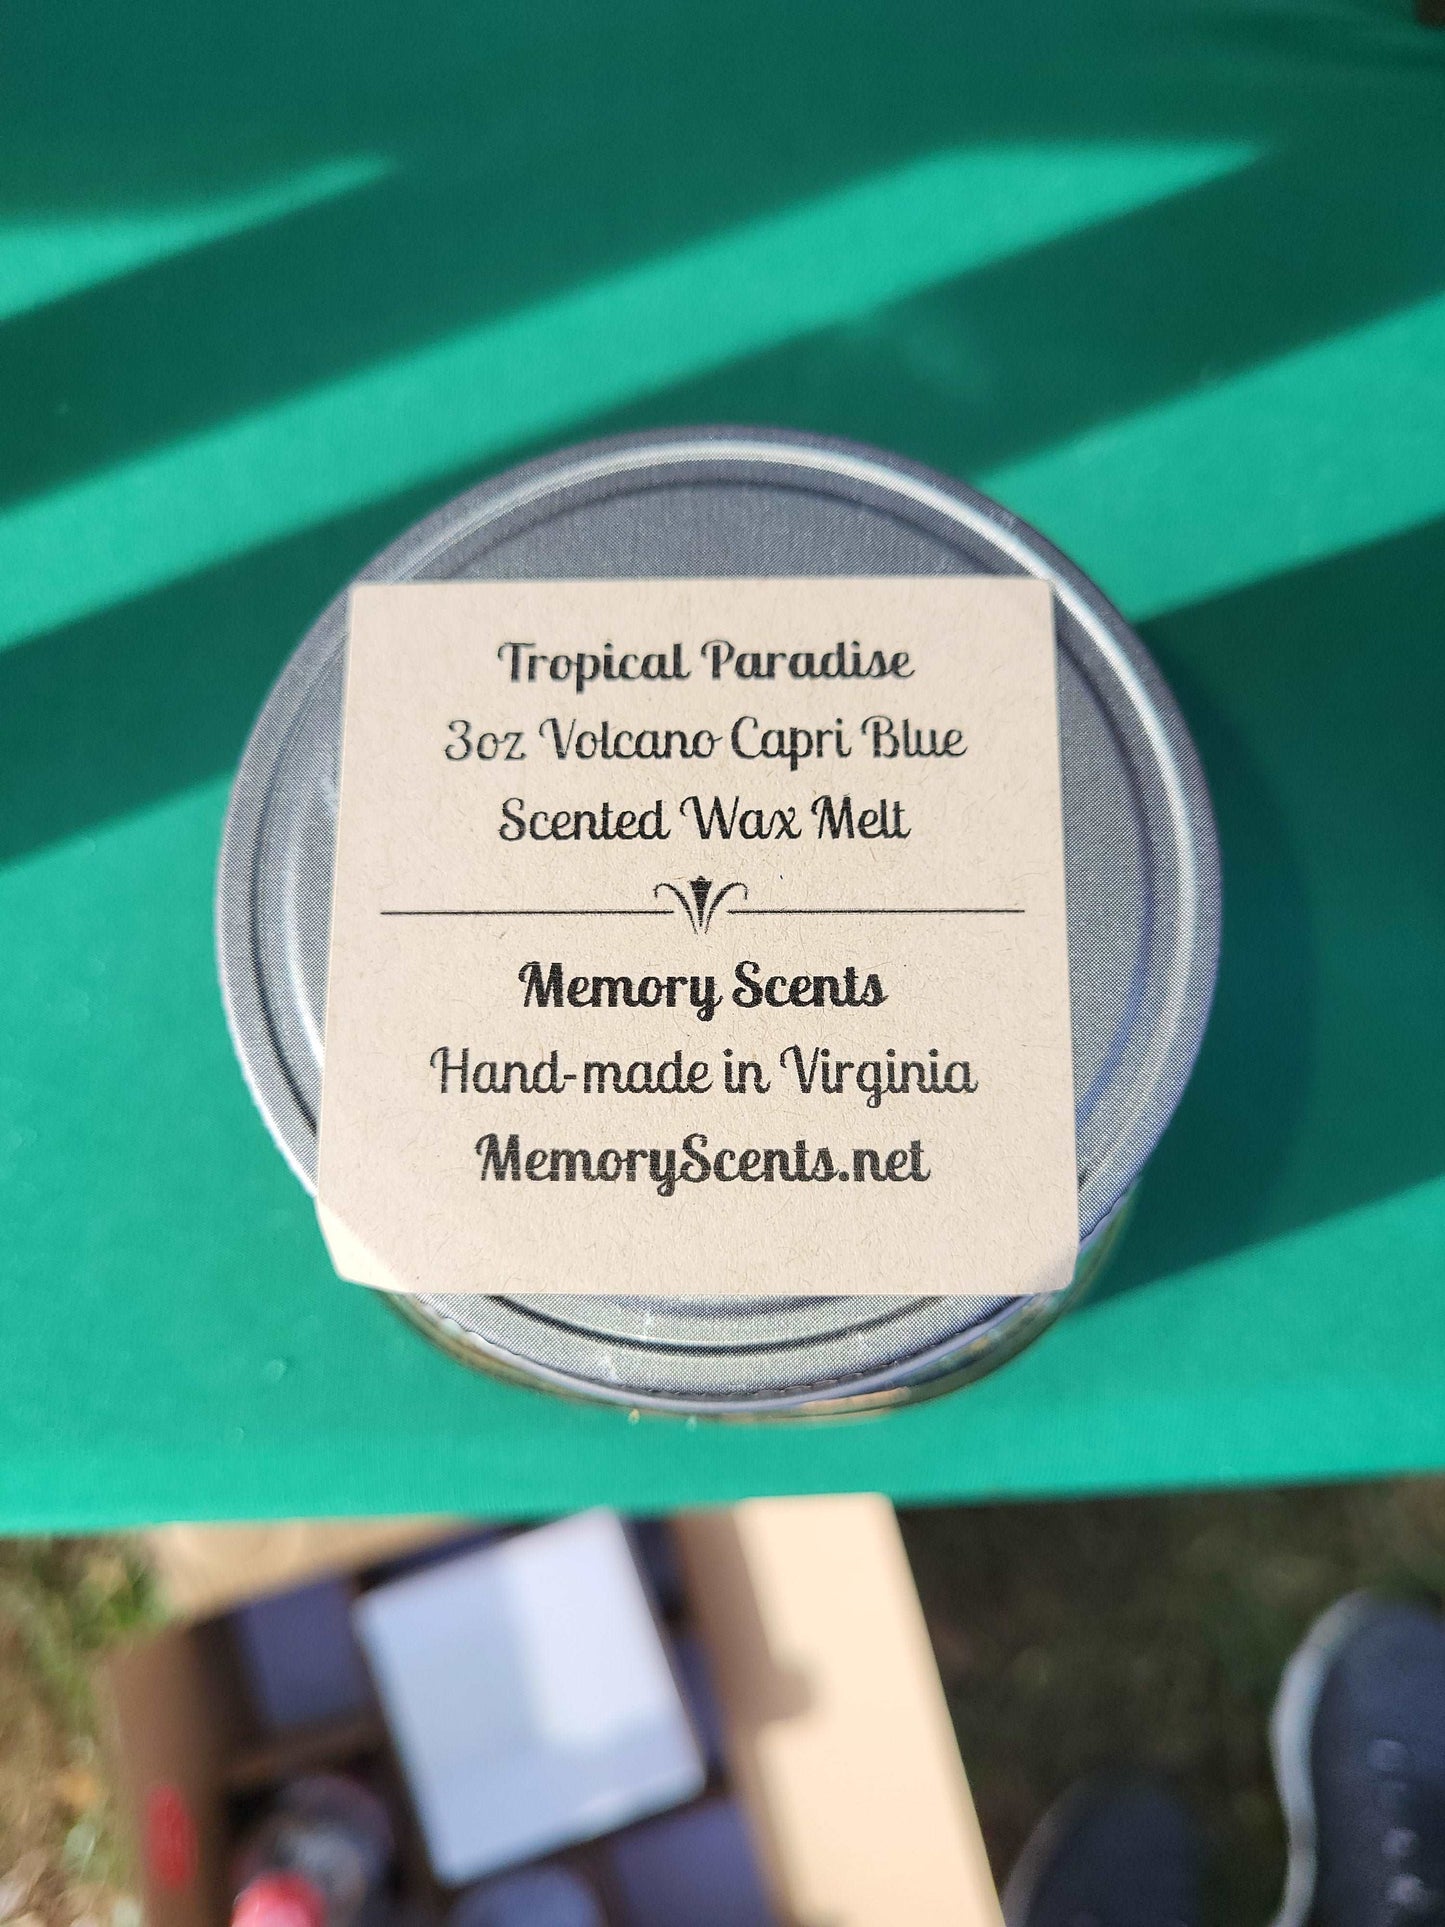 Tropical Paradise
3oz Volcano Capri Blue
Scented Wax Melt
Memory Scents
Hand-made in Virginia
MemoryScents.net